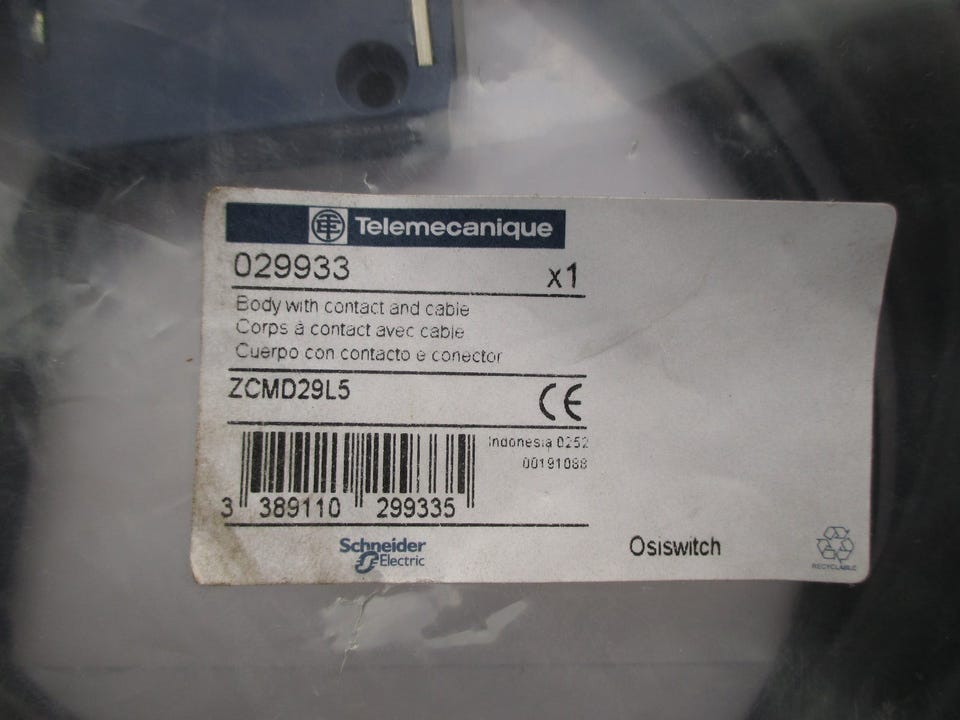 Telemecanique
029933 x1
Body with contact and cable
Corps à contact avec cable
Cuerpo con contacto e conector
ZCMD29L5 CE
Indonesia 0252
00191088
3 389110 299335
Schneider Electric
Osiswitch
RECYCLABLE